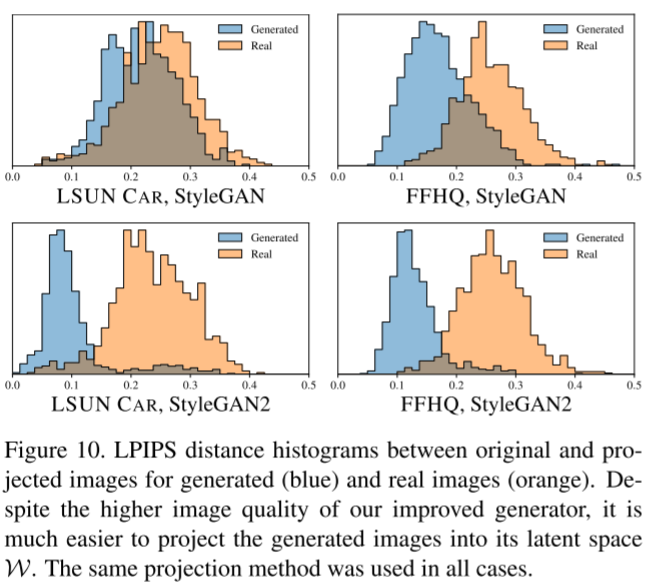 Generated
Real
0.0 0.1 0.2 0.3 0.4 0.5
LSUN CAR, StyleGAN
Generated
Real
0.0 0.1 0.2 0.3 0.4 0.5
FFHQ, StyleGAN
Generated
Real
0.0 0.1 0.2 0.3 0.4 0.5
LSUN CAR, StyleGAN2
Generated
Real
0.0 0.1 0.2 0.3 0.4 0.5
FFHQ, StyleGAN2
Figure 10. LPIPS distance histograms between original and pro-
jected images for generated (blue) and real images (orange). De-
spite the higher image quality of our improved generator, it is
much easier to project the generated images into its latent space
𝒲. The same projection method was used in all cases.